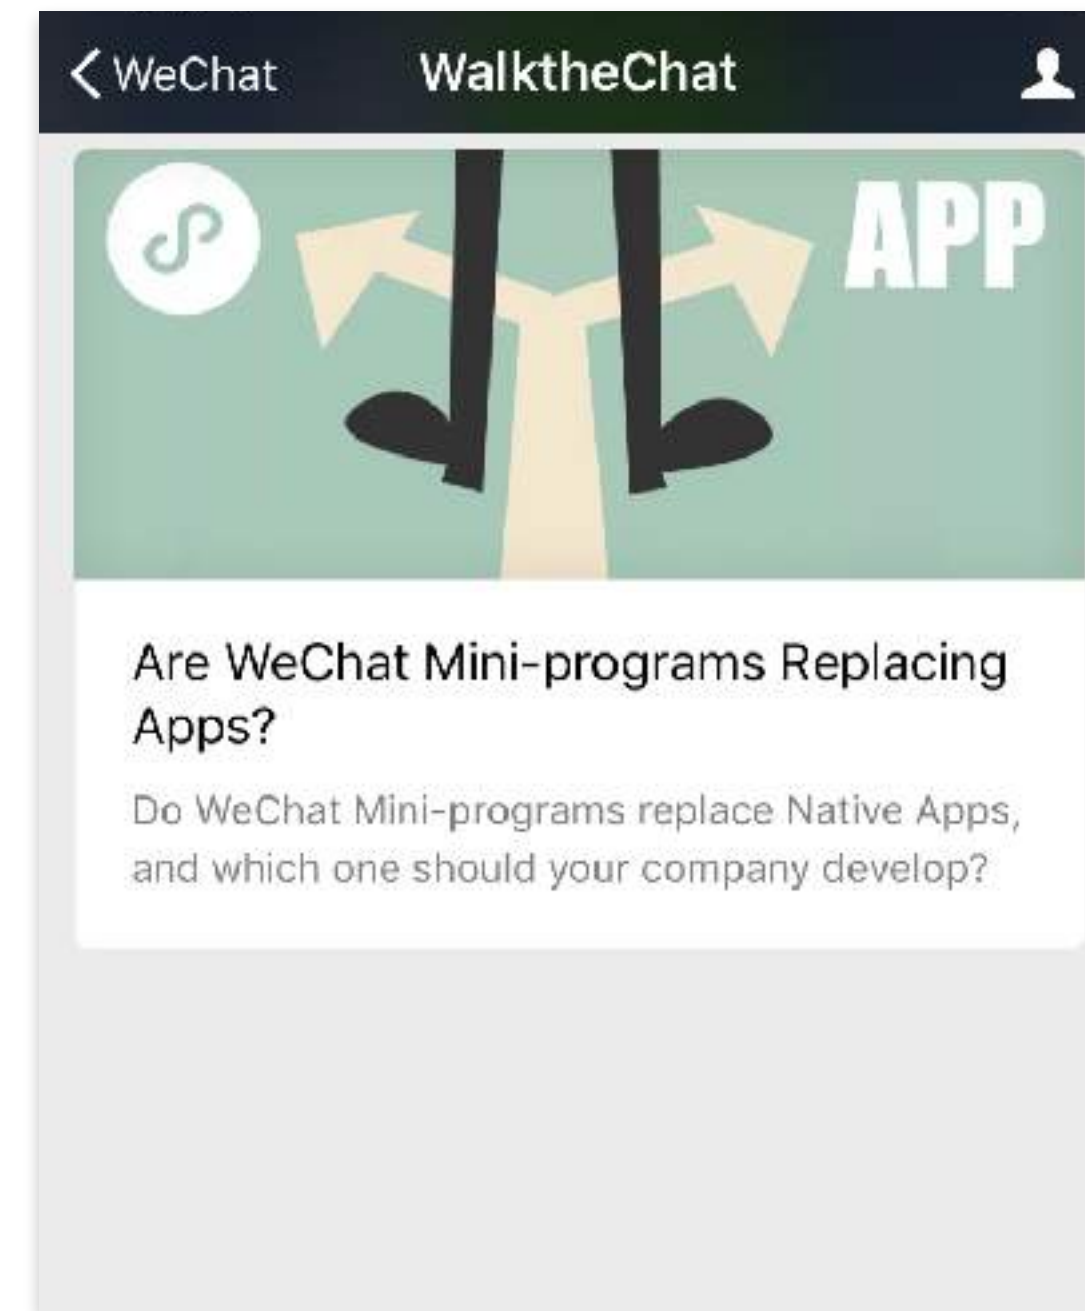 WeChat WalktheChat
APP
Are WeChat Mini-programs Replacing
Apps?
Do WeChat Mini-programs replace Native Apps,
and which one should your company develop?